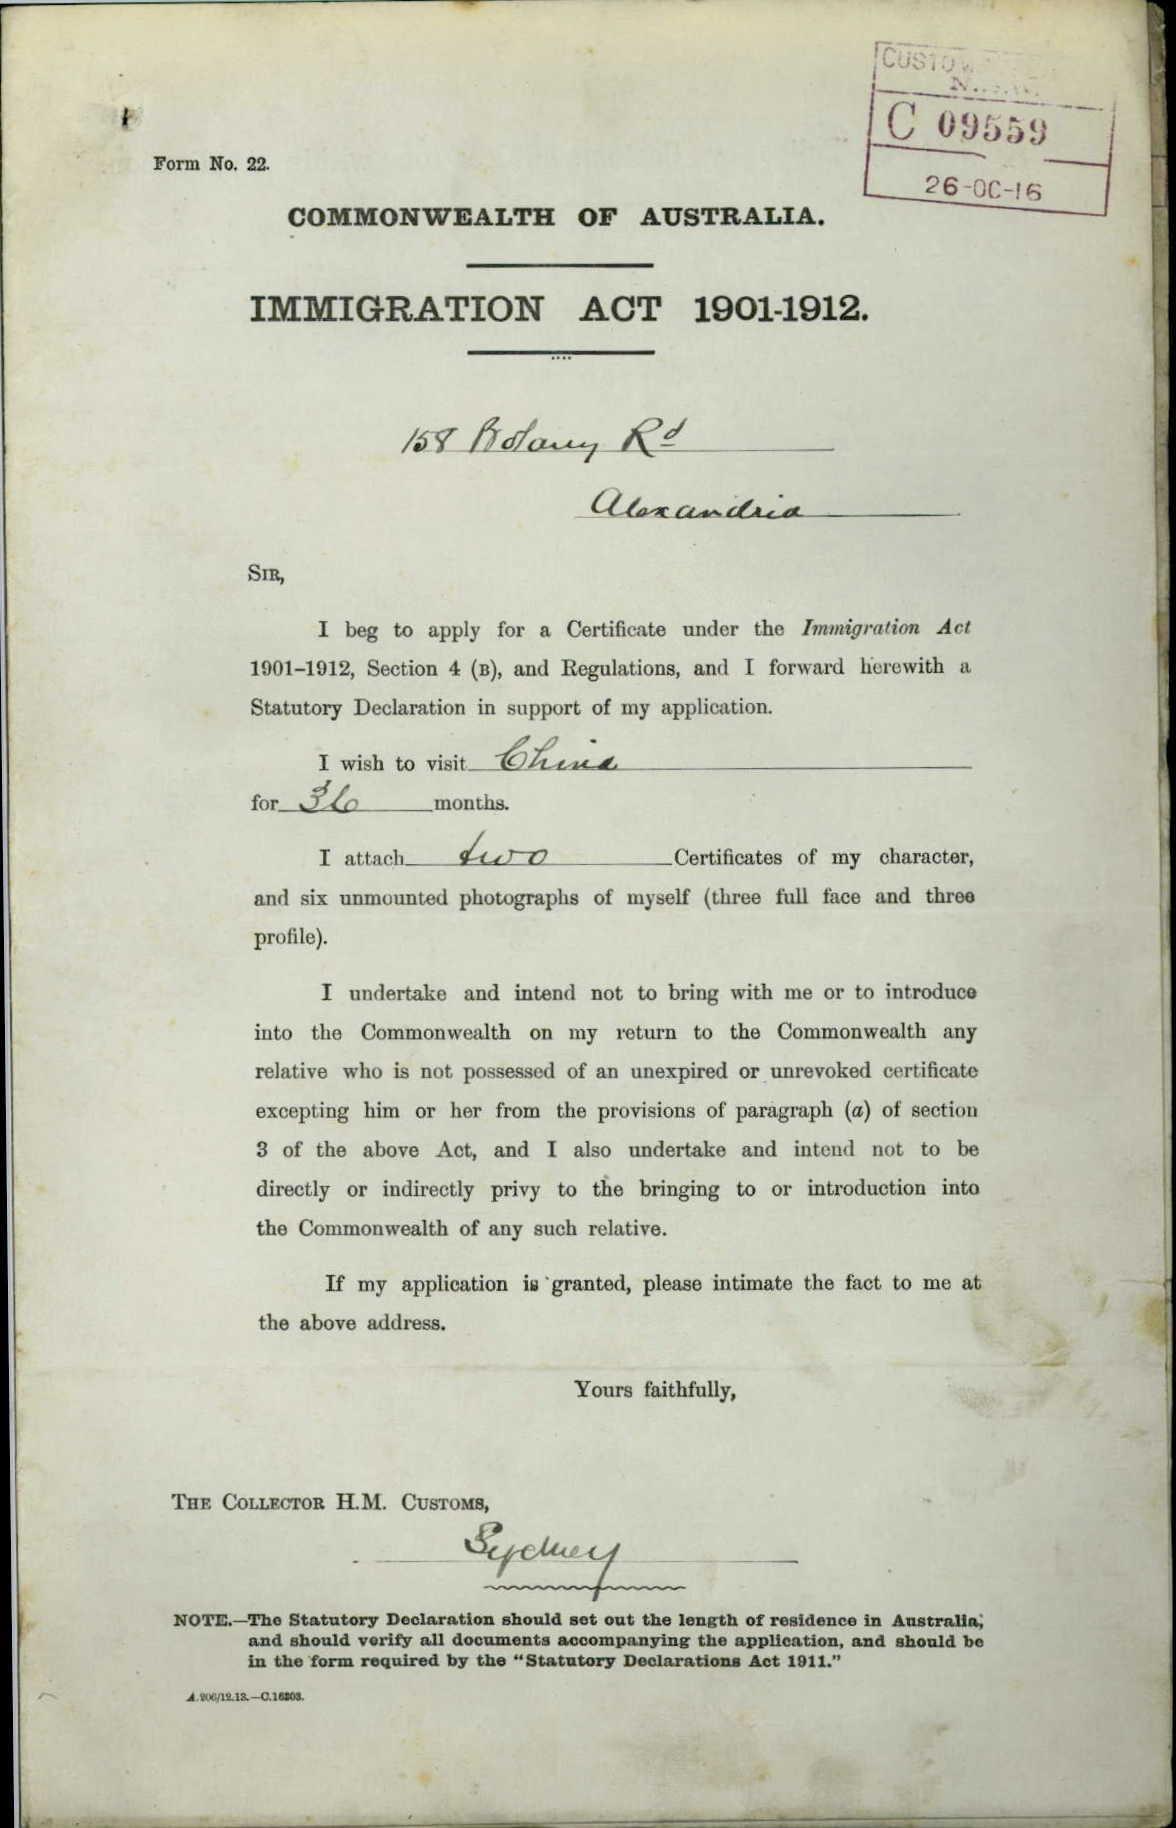 C 09559
26-OC-16
Form No. 22.
COMMONWEALTH OF AUSTRALIA.
IMMIGRATION ACT 1901-1912.
158 Botany Rd
Alexandria
SIR,
I beg to apply for a Certificate under the Immigration Act
1901-1912, Section 4 (B), and Regulations, and I forward herewith a
Statutory Declaration in support of my application.
I wish to visit China
for 36 months.
I attach two Certificates of my character,
and six unmounted photographs of myself (three full face and three
profile).
I undertake and intend not to bring with me or to introduce
into the Commonwealth on my return to the Commonwealth any
relative who is not possessed of an unexpired or unrevoked certificate
excepting him or her from the provisions of paragraph (a) of section
3 of the above Act, and I also undertake and intend not to be
directly or indirectly privy to the bringing to or introduction into
the Commonwealth of any such relative.
If my application is granted, please intimate the fact to me at
the above address.
Yours faithfully,
THE COLLECTOR H.M. CUSTOMS,
Sydney
NOTE.—The Statutory Declaration should set out the length of residence in Australia,
and should verify all documents accompanying the application, and should be
in the form required by the "Statutory Declarations Act 1911."
A.206/12.13.—C.16303.